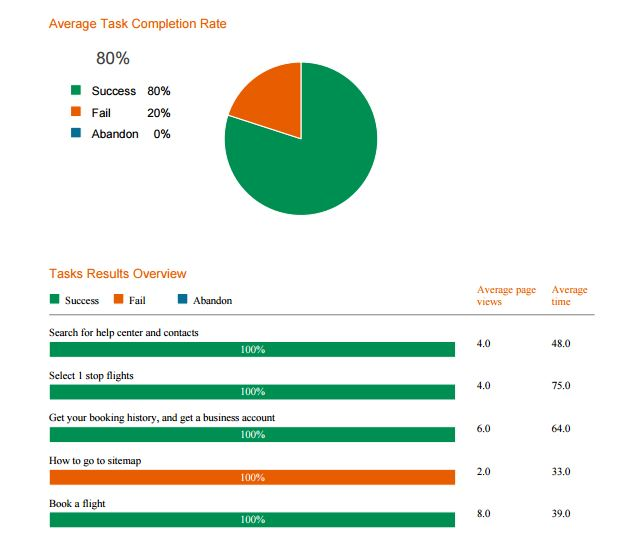 Average Task Completion Rate
80%
Success 80%
Fail 20%
Abandon 0%
Tasks Results Overview
Success Fail Abandon
Average page views
Average time
Search for help center and contacts
100% 4.0 48.0
Select 1 stop flights
100% 4.0 75.0
Get your booking history, and get a business account
100% 6.0 64.0
How to go to sitemap
100% 2.0 33.0
Book a flight
100% 8.0 39.0